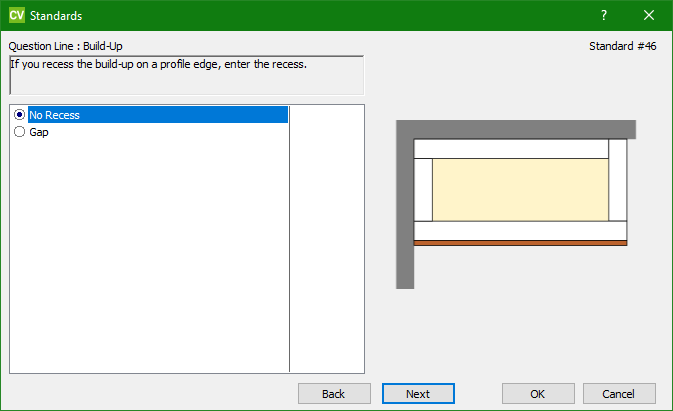 CV Standards ?
Question Line : Build-Up
Standard #46
If you recess the build-up on a profile edge, enter the recess.
No Recess
Gap
Back Next OK Cancel